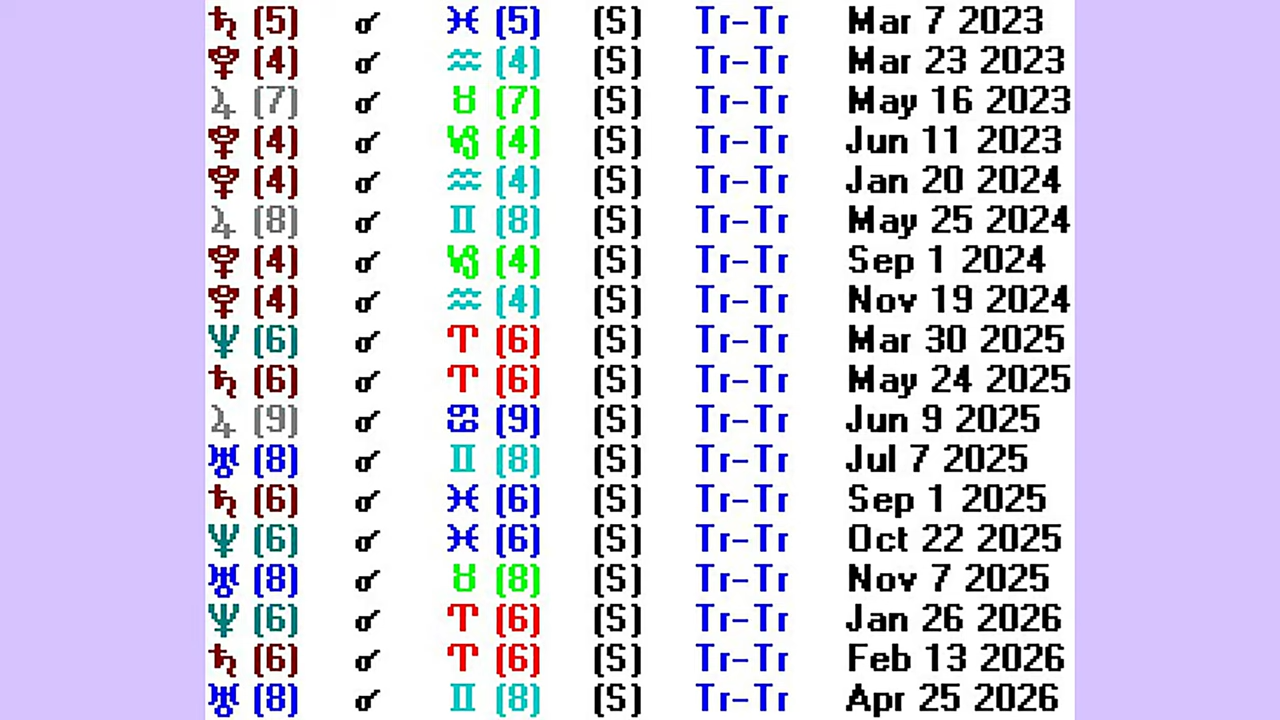 ♄ (5) ☌ ♓ (5) (S) Tr-Tr Mar 7 2023
♇ (4) ☌ ♒ (4) (S) Tr-Tr Mar 23 2023
♃ (7) ☌ ♉ (7) (S) Tr-Tr May 16 2023
♇ (4) ☌ ♑ (4) (S) Tr-Tr Jun 11 2023
♇ (4) ☌ ♒ (4) (S) Tr-Tr Jan 20 2024
♃ (8) ☌ ♊ (8) (S) Tr-Tr May 25 2024
♇ (4) ☌ ♑ (4) (S) Tr-Tr Sep 1 2024
♇ (4) ☌ ♒ (4) (S) Tr-Tr Nov 19 2024
♆ (6) ☌ ♈ (6) (S) Tr-Tr Mar 30 2025
♄ (6) ☌ ♈ (6) (S) Tr-Tr May 24 2025
♃ (9) ☌ ♋ (9) (S) Tr-Tr Jun 9 2025
♅ (8) ☌ ♊ (8) (S) Tr-Tr Jul 7 2025
♄ (6) ☌ ♓ (6) (S) Tr-Tr Sep 1 2025
♆ (6) ☌ ♓ (6) (S) Tr-Tr Oct 22 2025
♅ (8) ☌ ♉ (8) (S) Tr-Tr Nov 7 2025
♆ (6) ☌ ♈ (6) (S) Tr-Tr Jan 26 2026
♄ (6) ☌ ♈ (6) (S) Tr-Tr Feb 13 2026
♅ (8) ☌ ♊ (8) (S) Tr-Tr Apr 25 2026